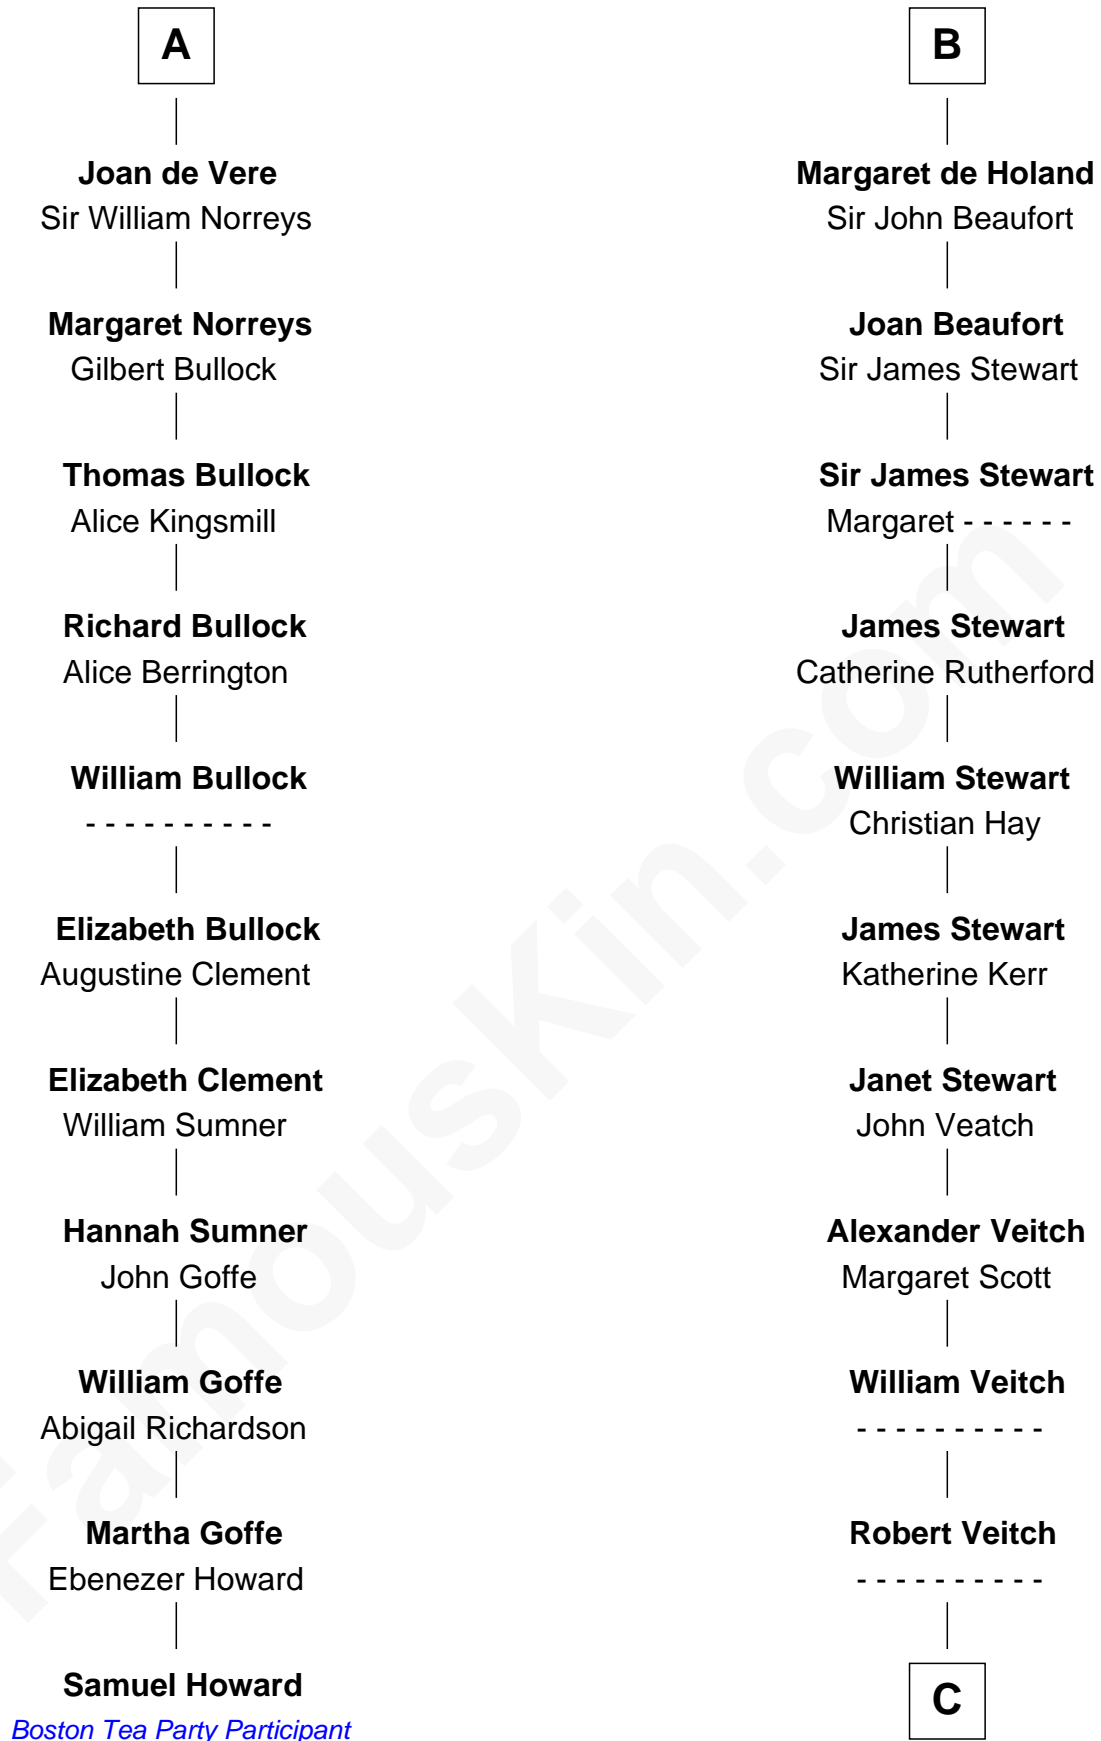 A
Joan de Vere
Sir William Norreys
Margaret Norreys
Gilbert Bullock
Thomas Bullock
Alice Kingsmill
Richard Bullock
Alice Berrington
William Bullock
- - - - - - - - - -
Elizabeth Bullock
Augustine Clement
Elizabeth Clement
William Sumner
Hannah Sumner
John Goffe
William Goffe
Abigail Richardson
Martha Goffe
Ebenezer Howard
Samuel Howard
Boston Tea Party Participant
B
Margaret de Holand
Sir John Beaufort
Joan Beaufort
Sir James Stewart
Sir James Stewart
Margaret - - - - - -
James Stewart
Catherine Rutherford
William Stewart
Christian Hay
James Stewart
Katherine Kerr
Janet Stewart
John Veatch
Alexander Veitch
Margaret Scott
William Veitch
- - - - - - - - - -
Robert Veitch
- - - - - - - - - -
C
FamousKin.com